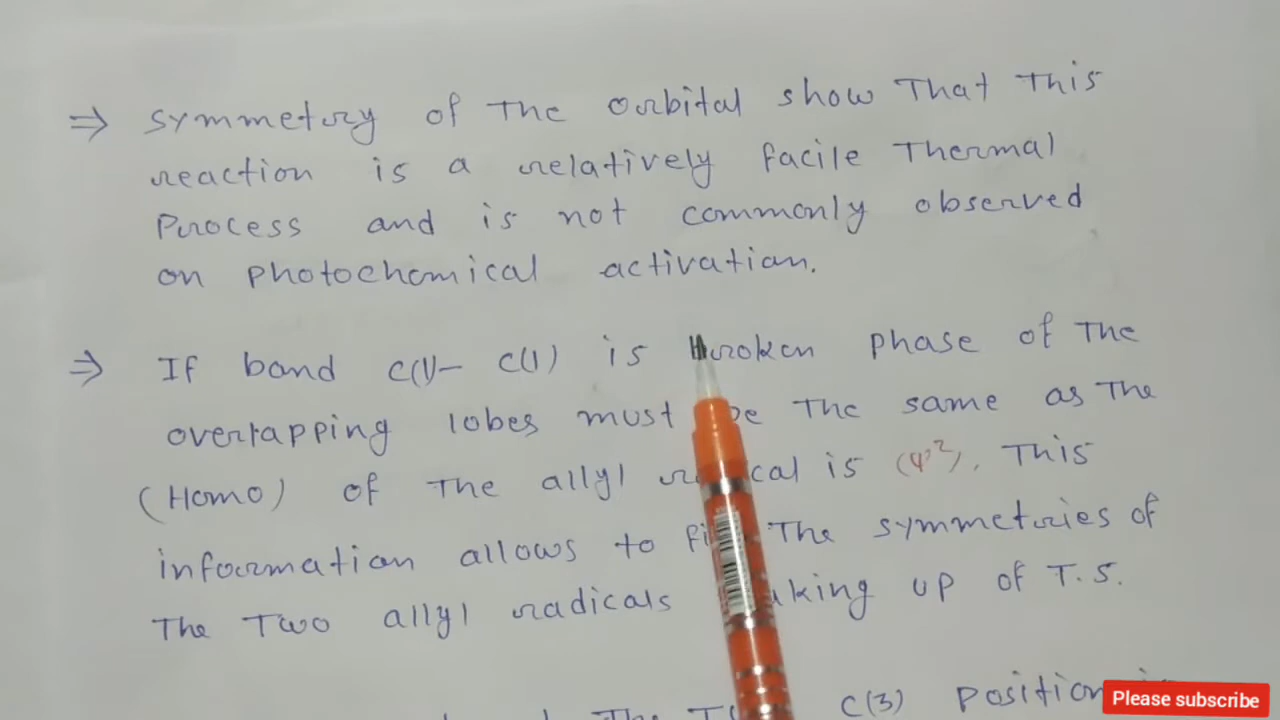 ⇒ Symmetry of The Orbital show That This
reaction is a relatively facile Thermal
Process and is not commonly observed
on photochemical activation.
⇒ If bond C(1)- C(1) is broken phase of The
overlapping lobes must be The same as The
(Homo) of The allyl is (Ψ²). This
information allows to The symmetries of
The Two allyl radicals up of T.S.
The C(3) position
Please subscribe